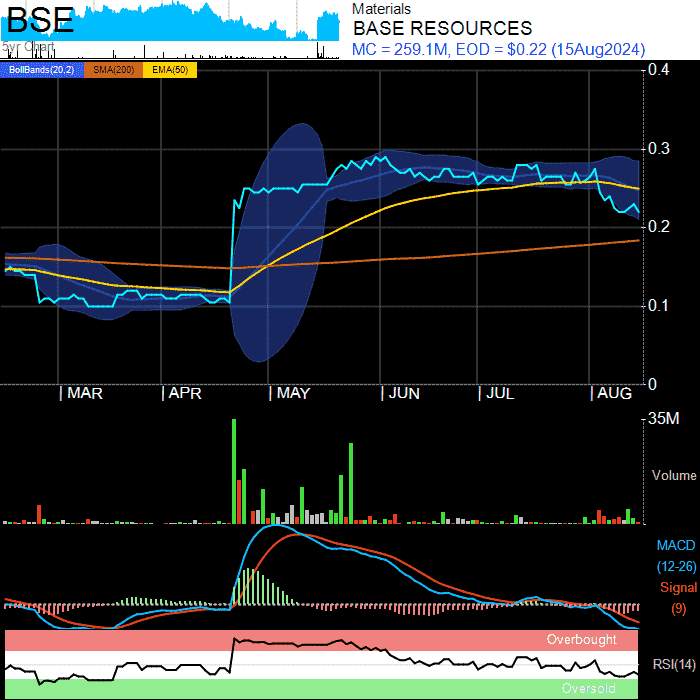 BSE
5yr Chart
Materials
BASE RESOURCES
MC = 259.1M, EOD = $0.22 (15Aug2024)
BollBands(20,2) SMA(200) EMA(50)
0.4
0.3
0.2
0.1
0
MAR APR MAY JUN JUL AUG
35M
Volume
MACD
(12-26)
Signal
(9)
Overbought
RSI(14)
Oversold